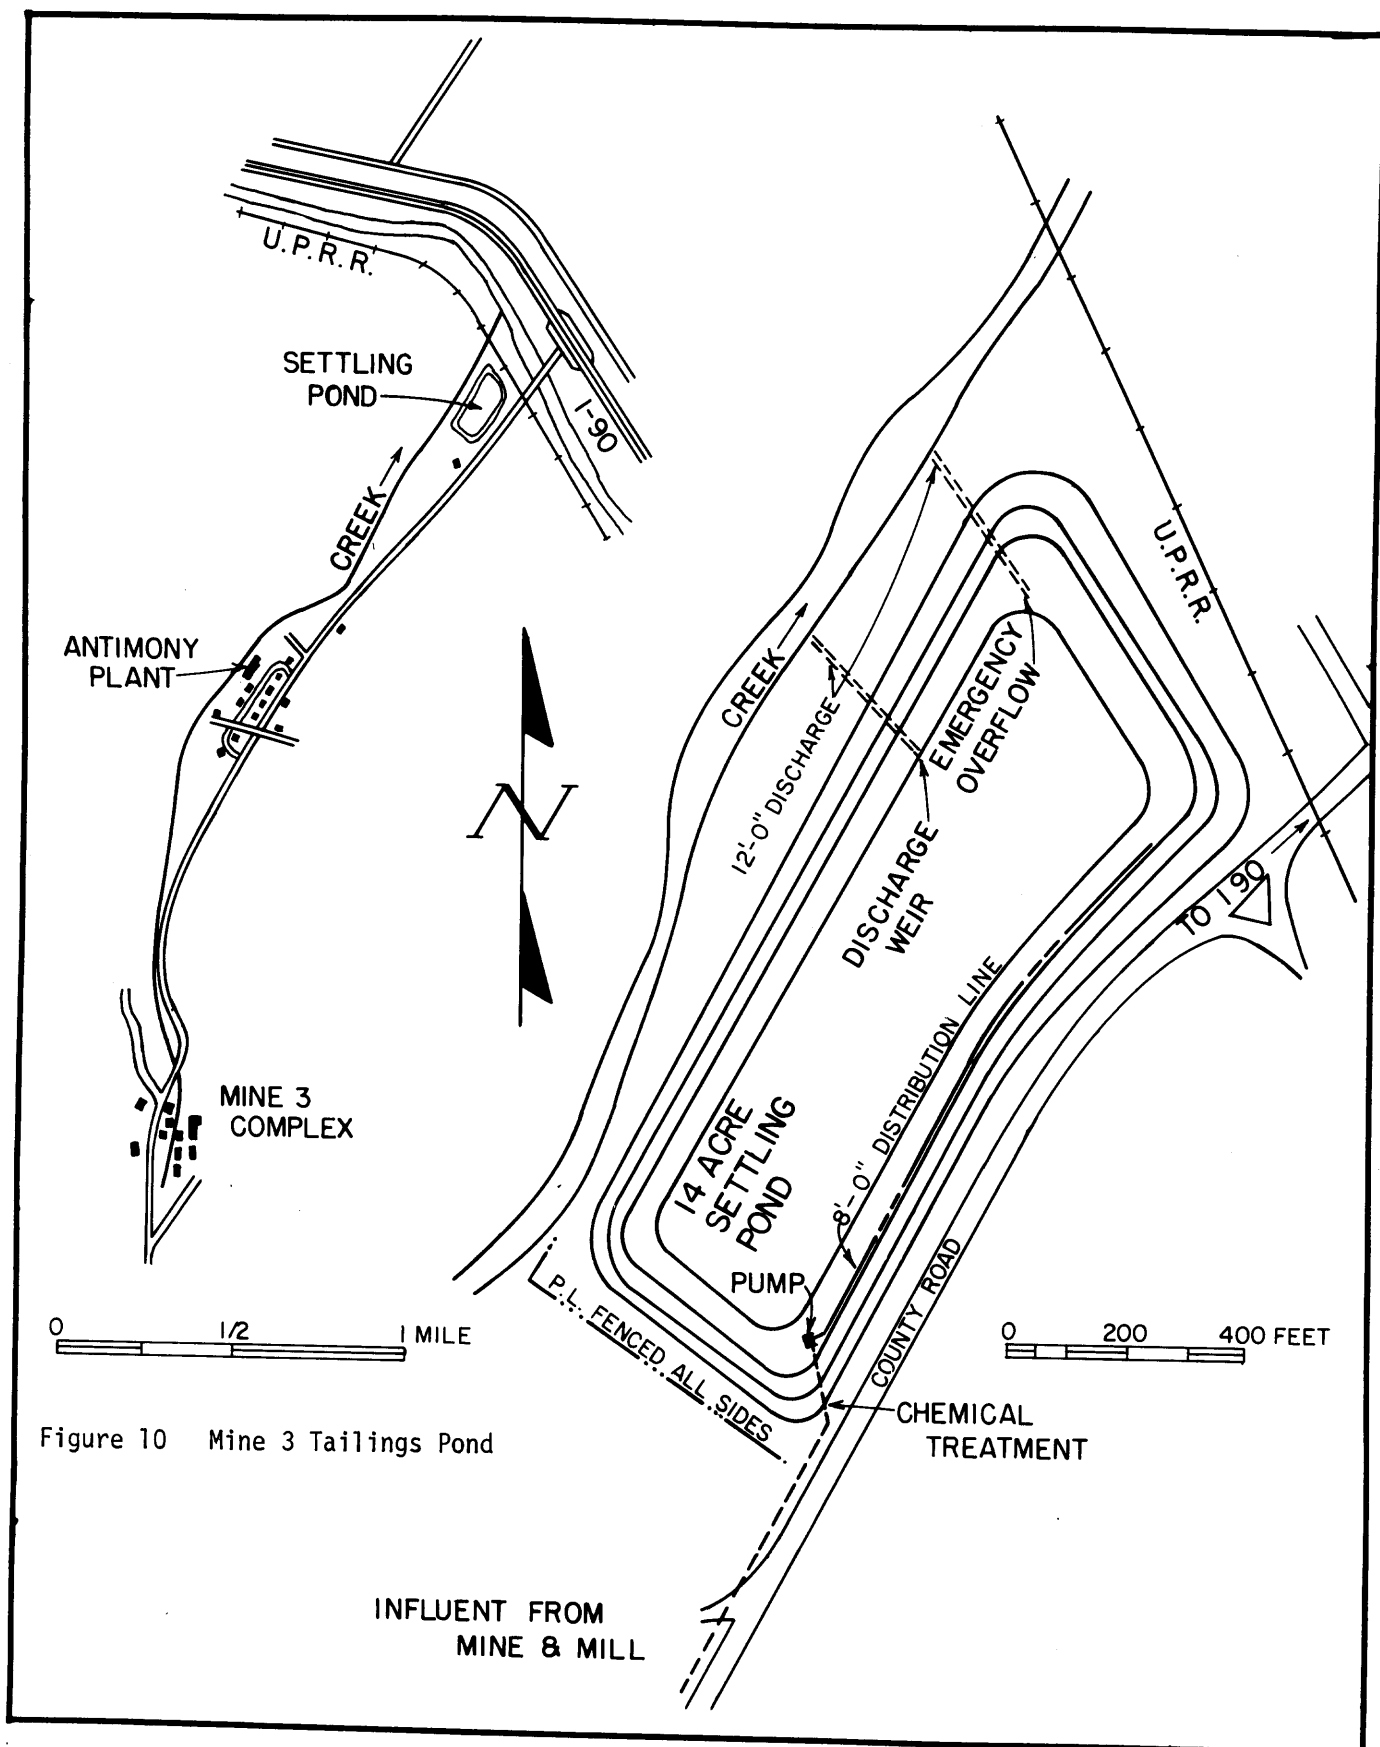 U.P.R.R.
SETTLING
POND
I-90
CREEK
ANTIMONY
PLANT
N
MINE 3
COMPLEX
0 1/2 1 MILE
Figure 10 Mine 3 Tailings Pond
U.P.R.R.
CREEK
12'-0" DISCHARGE
EMERGENCY
OVERFLOW
DISCHARGE
WEIR
TO I 90
8'-0" DISTRIBUTION LINE
14 ACRE
SETTLING
POND
PUMP
P.L. FENCED ALL SIDES
COUNTY ROAD
0 200 400 FEET
CHEMICAL
TREATMENT
INFLUENT FROM
MINE & MILL